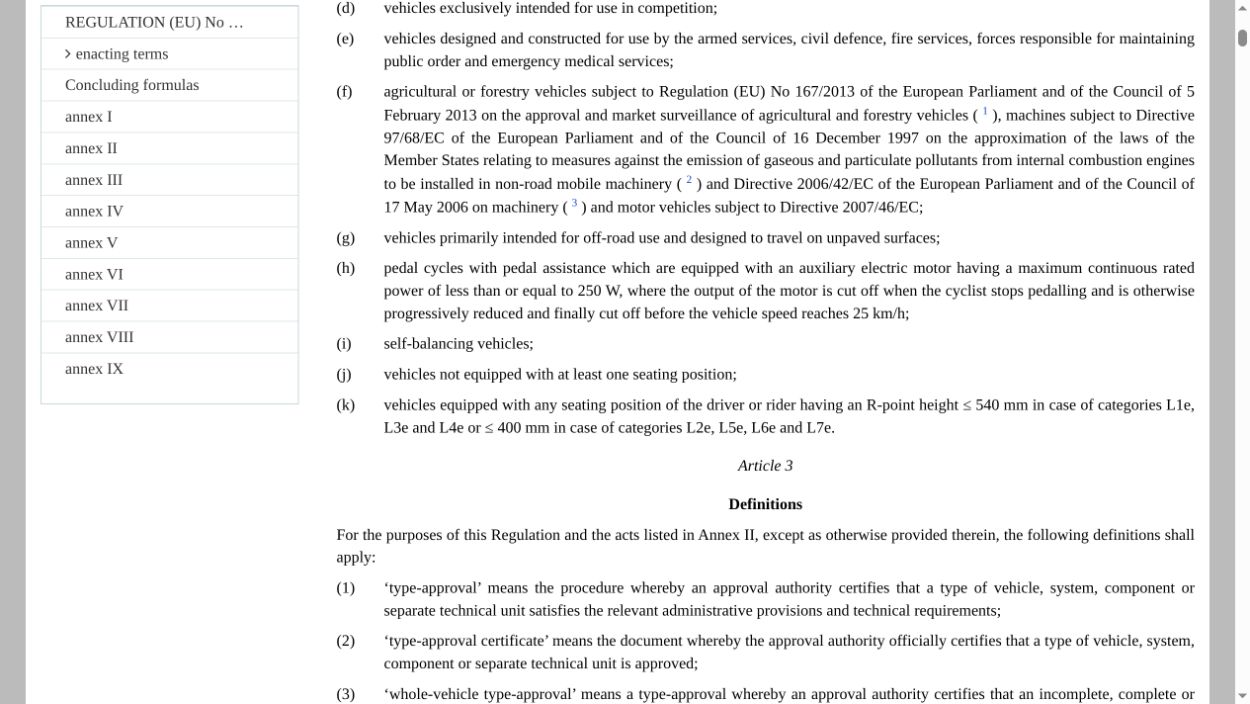 REGULATION (EU) No …
enacting terms
Concluding formulas
annex I
annex II
annex III
annex IV
annex V
annex VI
annex VII
annex VIII
annex IX
(d) vehicles exclusively intended for use in competition;
(e) vehicles designed and constructed for use by the armed services, civil defence, fire services, forces responsible for maintaining
public order and emergency medical services;
(f) agricultural or forestry vehicles subject to Regulation (EU) No 167/2013 of the European Parliament and of the Council of 5
February 2013 on the approval and market surveillance of agricultural and forestry vehicles ( 1 ), machines subject to Directive
97/68/EC of the European Parliament and of the Council of 16 December 1997 on the approximation of the laws of the
Member States relating to measures against the emission of gaseous and particulate pollutants from internal combustion engines
to be installed in non-road mobile machinery ( 2 ) and Directive 2006/42/EC of the European Parliament and of the Council of
17 May 2006 on machinery ( 3 ) and motor vehicles subject to Directive 2007/46/EC;
(g) vehicles primarily intended for off-road use and designed to travel on unpaved surfaces;
(h) pedal cycles with pedal assistance which are equipped with an auxiliary electric motor having a maximum continuous rated
power of less than or equal to 250 W, where the output of the motor is cut off when the cyclist stops pedalling and is otherwise
progressively reduced and finally cut off before the vehicle speed reaches 25 km/h;
(i) self-balancing vehicles;
(j) vehicles not equipped with at least one seating position;
(k) vehicles equipped with any seating position of the driver or rider having an R-point height ≤ 540 mm in case of categories L1e,
L3e and L4e or ≤ 400 mm in case of categories L2e, L5e, L6e and L7e.
Article 3
Definitions
For the purposes of this Regulation and the acts listed in Annex II, except as otherwise provided therein, the following definitions shall
apply:
(1) ‘type-approval’ means the procedure whereby an approval authority certifies that a type of vehicle, system, component or
separate technical unit satisfies the relevant administrative provisions and technical requirements;
(2) ‘type-approval certificate’ means the document whereby the approval authority officially certifies that a type of vehicle, system,
component or separate technical unit is approved;
(3) ‘whole-vehicle type-approval’ means a type-approval whereby an approval authority certifies that an incomplete, complete or